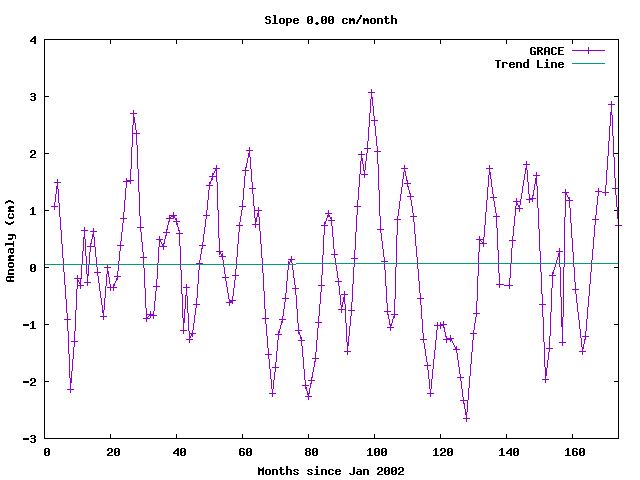 Slope 0.00 cm/month
GRACE
Trend Line
4
3
2
1
0
-1
-2
-3
Anomaly (cm)
0 20 40 60 80 100 120 140 160
Months since Jan 2002